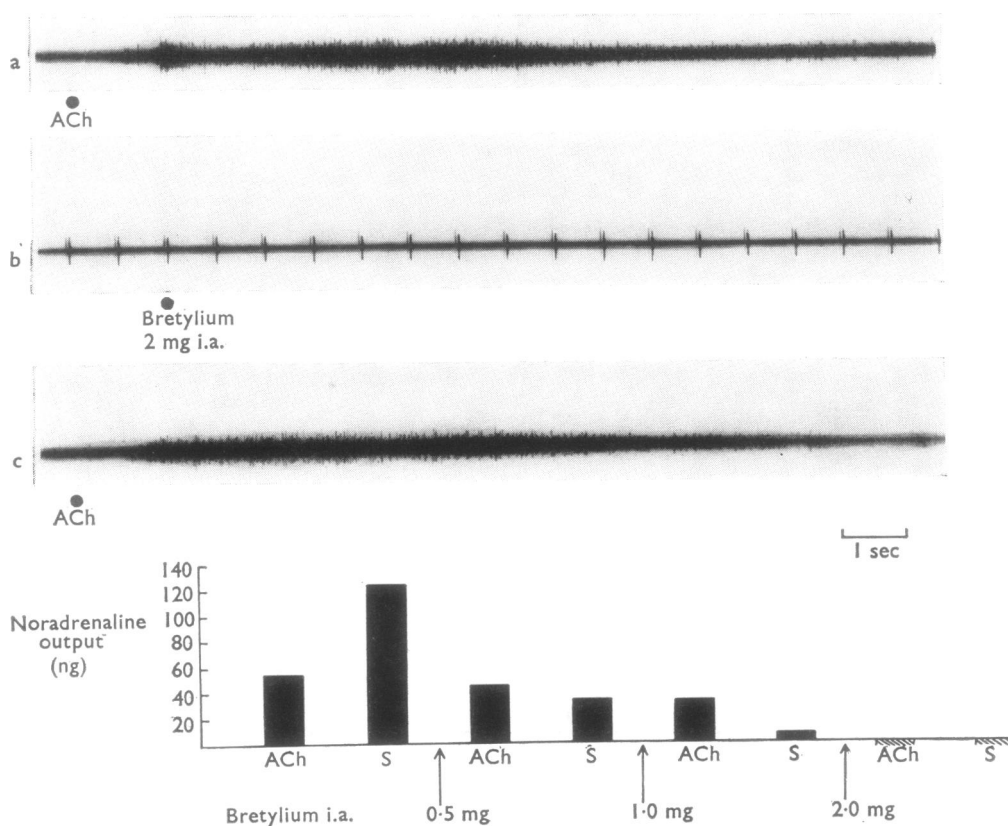 a
ACh
b
Bretylium
2 mg i.a.
c
ACh
1 sec
140
120
100
80
60
40
20
Noradrenaline
output
(ng)
ACh S ACh S ACh S ACh S
Bretylium i.a. 0·5 mg 1·0 mg 2·0 mg